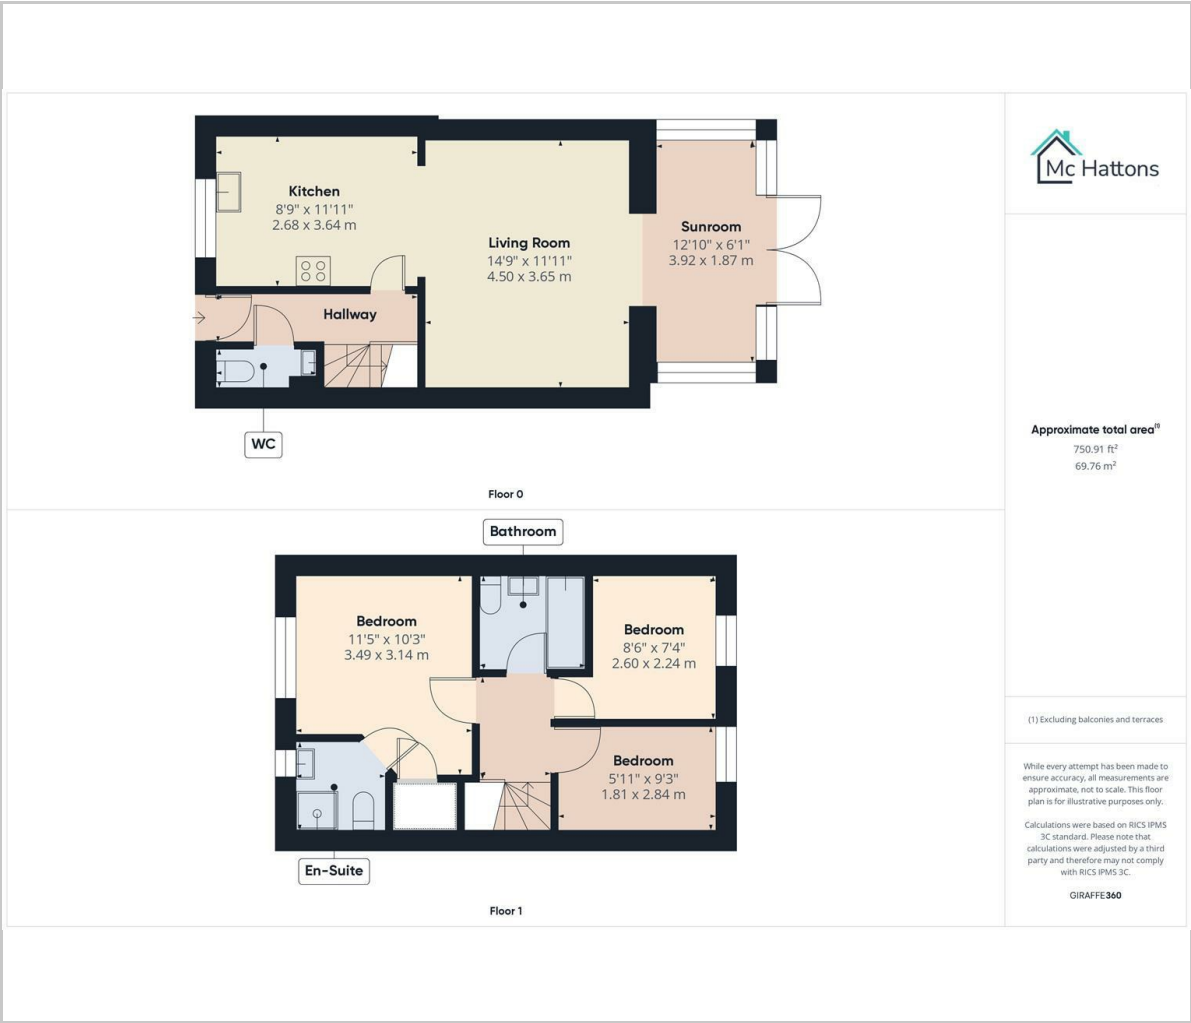 Kitchen
8'9" x 11'11"
2.68 x 3.64 m
Living Room
14'9" x 11'11"
4.50 x 3.65 m
Sunroom
12'10" x 6'1"
3.92 x 1.87 m
Hallway
WC
Floor 0
Bathroom
Bedroom
11'5" x 10'3"
3.49 x 3.14 m
Bedroom
8'6" x 7'4"
2.60 x 2.24 m
Bedroom
5'11" x 9'3"
1.81 x 2.84 m
En-Suite
Floor 1
Mc Hattons
Approximate total area(1)
750.91 ft²
69.76 m²
(1) Excluding balconies and terraces
While every attempt has been made to
ensure accuracy, all measurements are
approximate, not to scale. This floor
plan is for illustrative purposes only.
Calculations were based on RICS IPMS
3C standard. Please note that
calculations were adjusted by a third
party and therefore may not comply
with RICS IPMS 3C.
GIRAFFE360